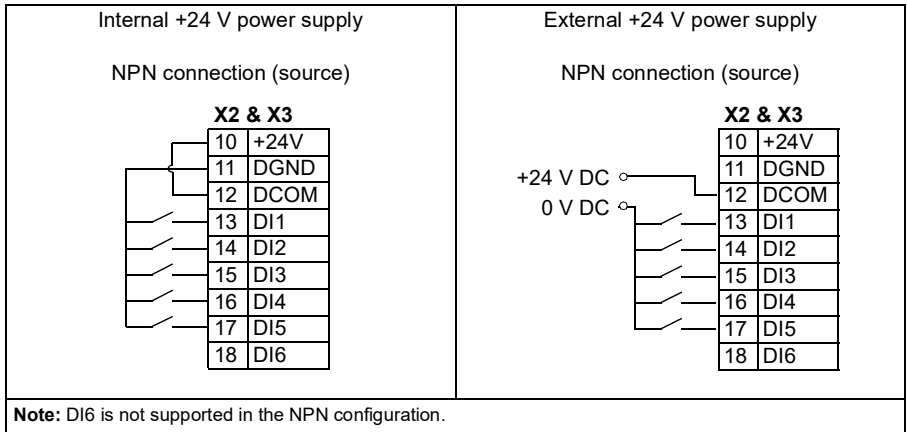 Internal +24 V power supply
NPN connection (source)
X2 & X3
10 +24V
11 DGND
12 DCOM
13 DI1
14 DI2
15 DI3
16 DI4
17 DI5
18 DI6
External +24 V power supply
NPN connection (source)
X2 & X3
10 +24V
11 DGND
+24 V DC
12 DCOM
0 V DC
13 DI1
14 DI2
15 DI3
16 DI4
17 DI5
18 DI6
Note: DI6 is not supported in the NPN configuration.